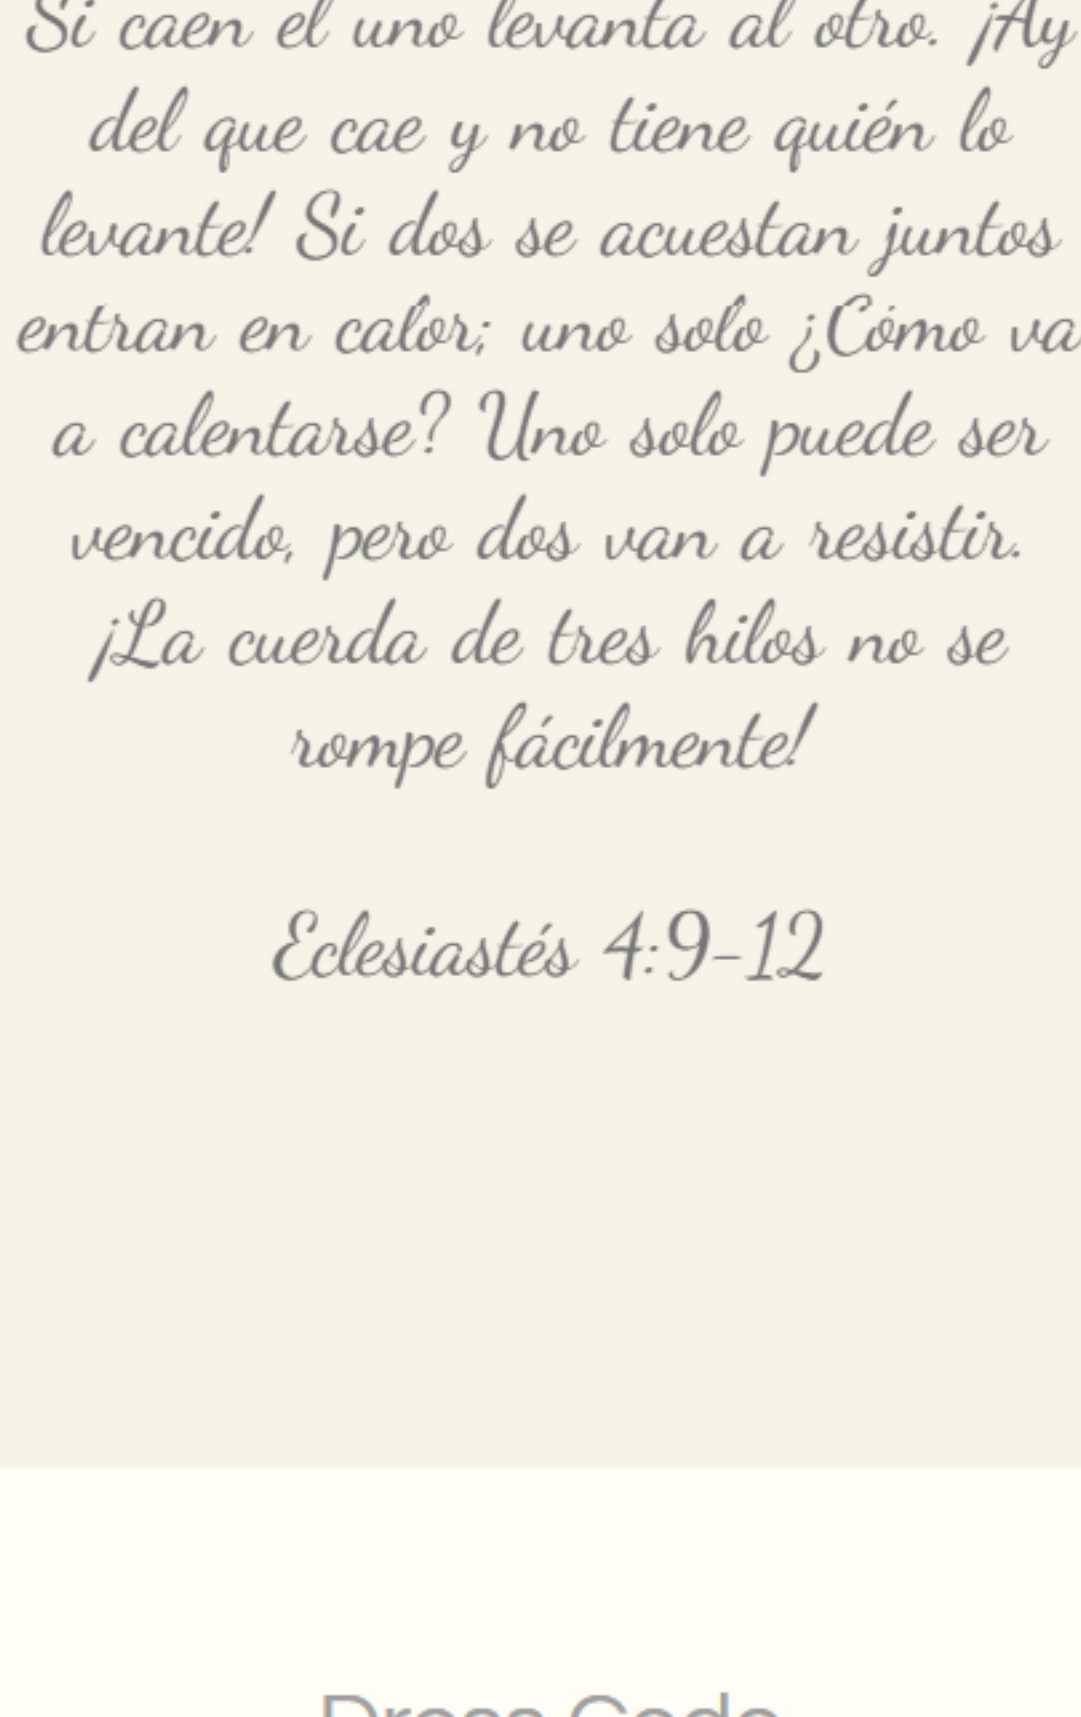 Si caen el uno levanta al otro. ¡Ay
del que cae y no tiene quién lo
levante! Si dos se acuestan juntos
entran en calor; uno solo ¿Cómo va
a calentarse? Uno solo puede ser
vencido, pero dos van a resistir.
¡La cuerda de tres hilos no se
rompe fácilmente!
Eclesiastés 4:9-12
Dress Code